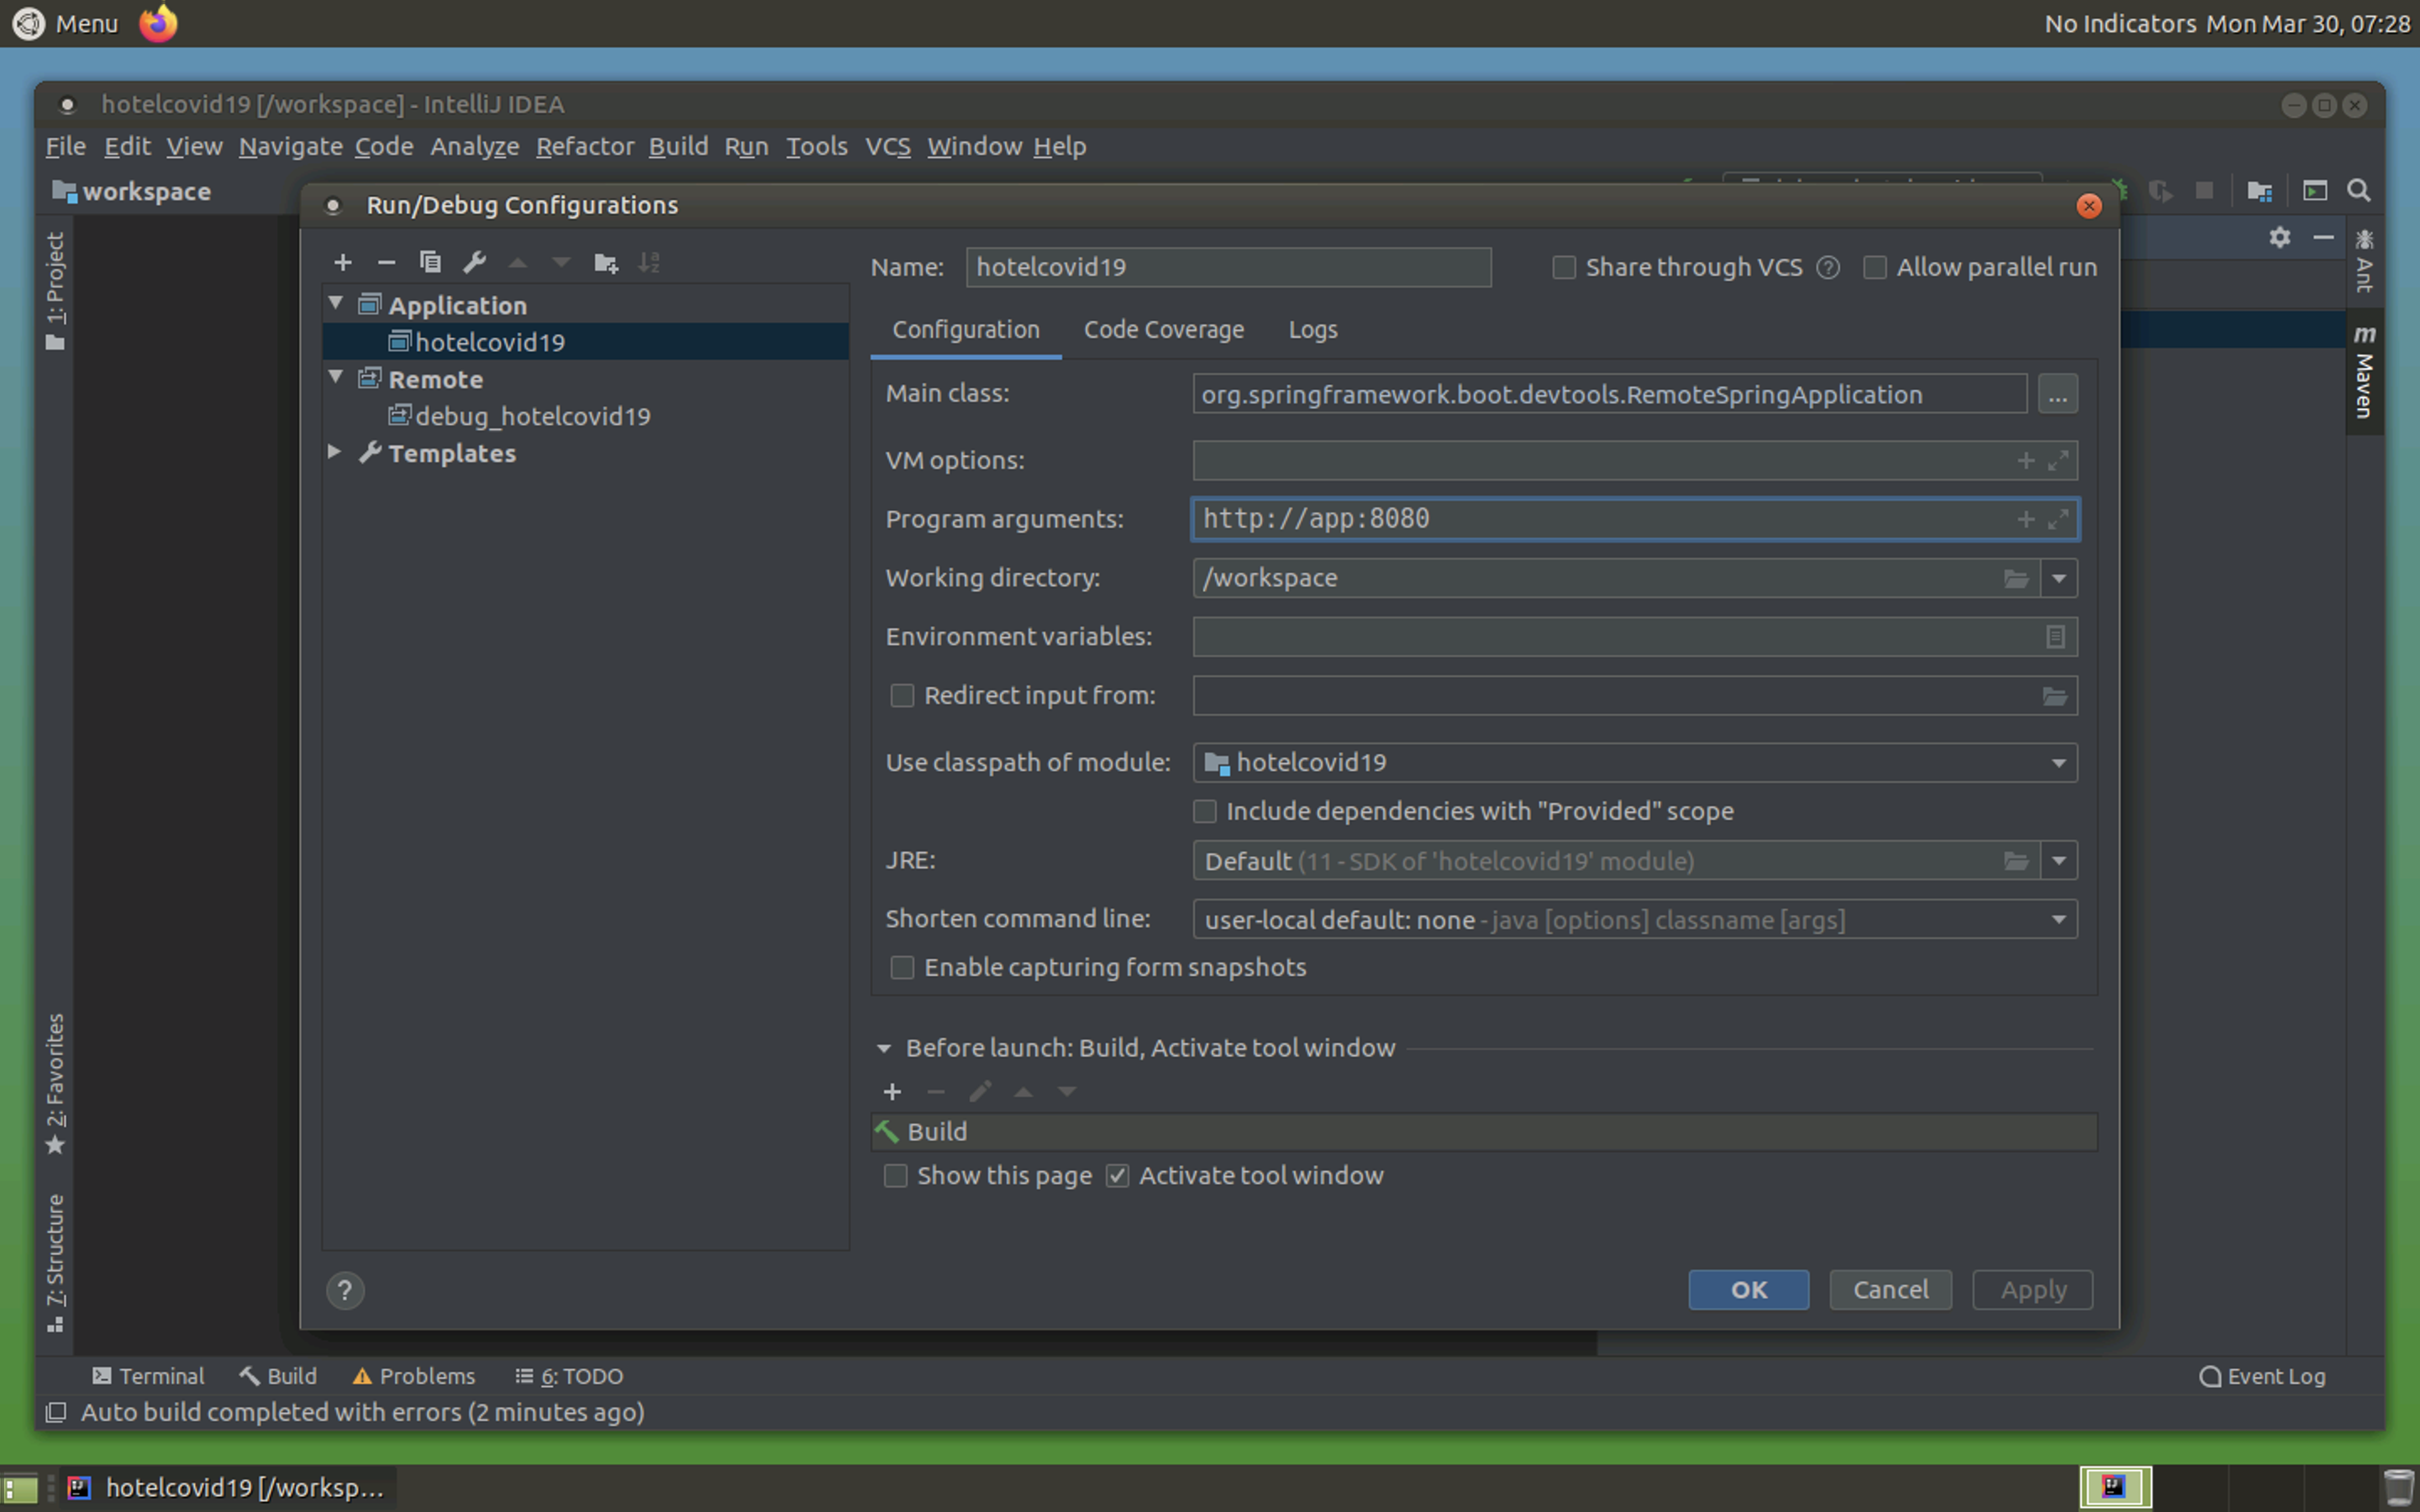 Menu
No Indicators Mon Mar 30, 07:28
hotelcovid19 [/workspace] - IntelliJ IDEA
File Edit View Navigate Code Analyze Refactor Build Run Tools VCS Window Help
workspace
Run/Debug Configurations
1: Project
Ant
Maven
2: Favorites
7: Structure
Application
hotelcovid19
Remote
debug_hotelcovid19
Templates
Name: hotelcovid19
Share through VCS ? Allow parallel run
Configuration Code Coverage Logs
Main class: org.springframework.boot.devtools.RemoteSpringApplication ...
VM options:
Program arguments: http://app:8080
Working directory: /workspace
Environment variables:
Redirect input from:
Use classpath of module: hotelcovid19
Include dependencies with "Provided" scope
JRE: Default (11 - SDK of 'hotelcovid19' module)
Shorten command line: user-local default: none - java [options] classname [args]
Enable capturing form snapshots
Before launch: Build, Activate tool window
Build
Show this page Activate tool window
? OK Cancel Apply
Terminal Build Problems 6: TODO Event Log
Auto build completed with errors (2 minutes ago)
hotelcovid19 [/worksp...